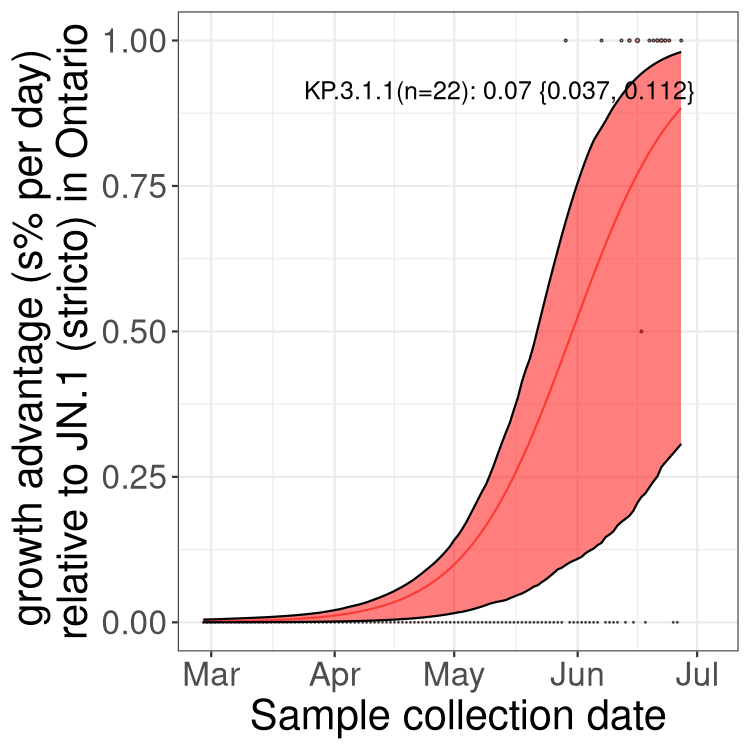 growth advantage (s% per day)
relative to JN.1 (stricto) in Ontario
1.00
0.75
0.50
0.25
0.00
KP.3.1.1(n=22): 0.07 {0.037, 0.112}
Mar Apr May Jun Jul
Sample collection date